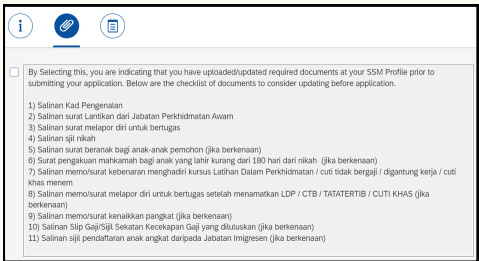 i
By Selecting this, you are indicating that you have uploaded/updated required documents at your SSM Profile prior to
submitting your application. Below are the checklist of documents to consider updating before application.
1) Salinan Kad Pengenalan
2) Salinan surat Lantikan dari Jabatan Perkhidmatan Awam
3) Salinan surat melapor diri untuk bertugas
4) Salinan sjil nikah
5) Salinan surat beranak bagi anak-anak pemohon (jika berkenaan)
6) Surat pengakuan mahkamah bagi anak yang lahir kurang dari 180 hari dari nikah  (jika berkenaan)
7) Salinan memo/surat kebenaran menghadiri kursus Latihan Dalam Perkhidmatan / cuti tidak bergaji / digantung kerja / cuti
khas menem
8) Salinan memo/surat melapor diri untuk bertugas setelah menamatkan LDP / CTB / TATATERTIB / CUTI KHAS (jika
berkenaan)
9) Salinan memo/surat kenaikkan pangkat (jika berkenaan)
10) Salinan Slip Gaji/Sijil Sekatan Kecekapan Gaji yang diluluskan (jika berkenaan)
11) Salinan sijil pendaftaran anak angkat daripada Jabatan Imigresen (jika berkenaan)